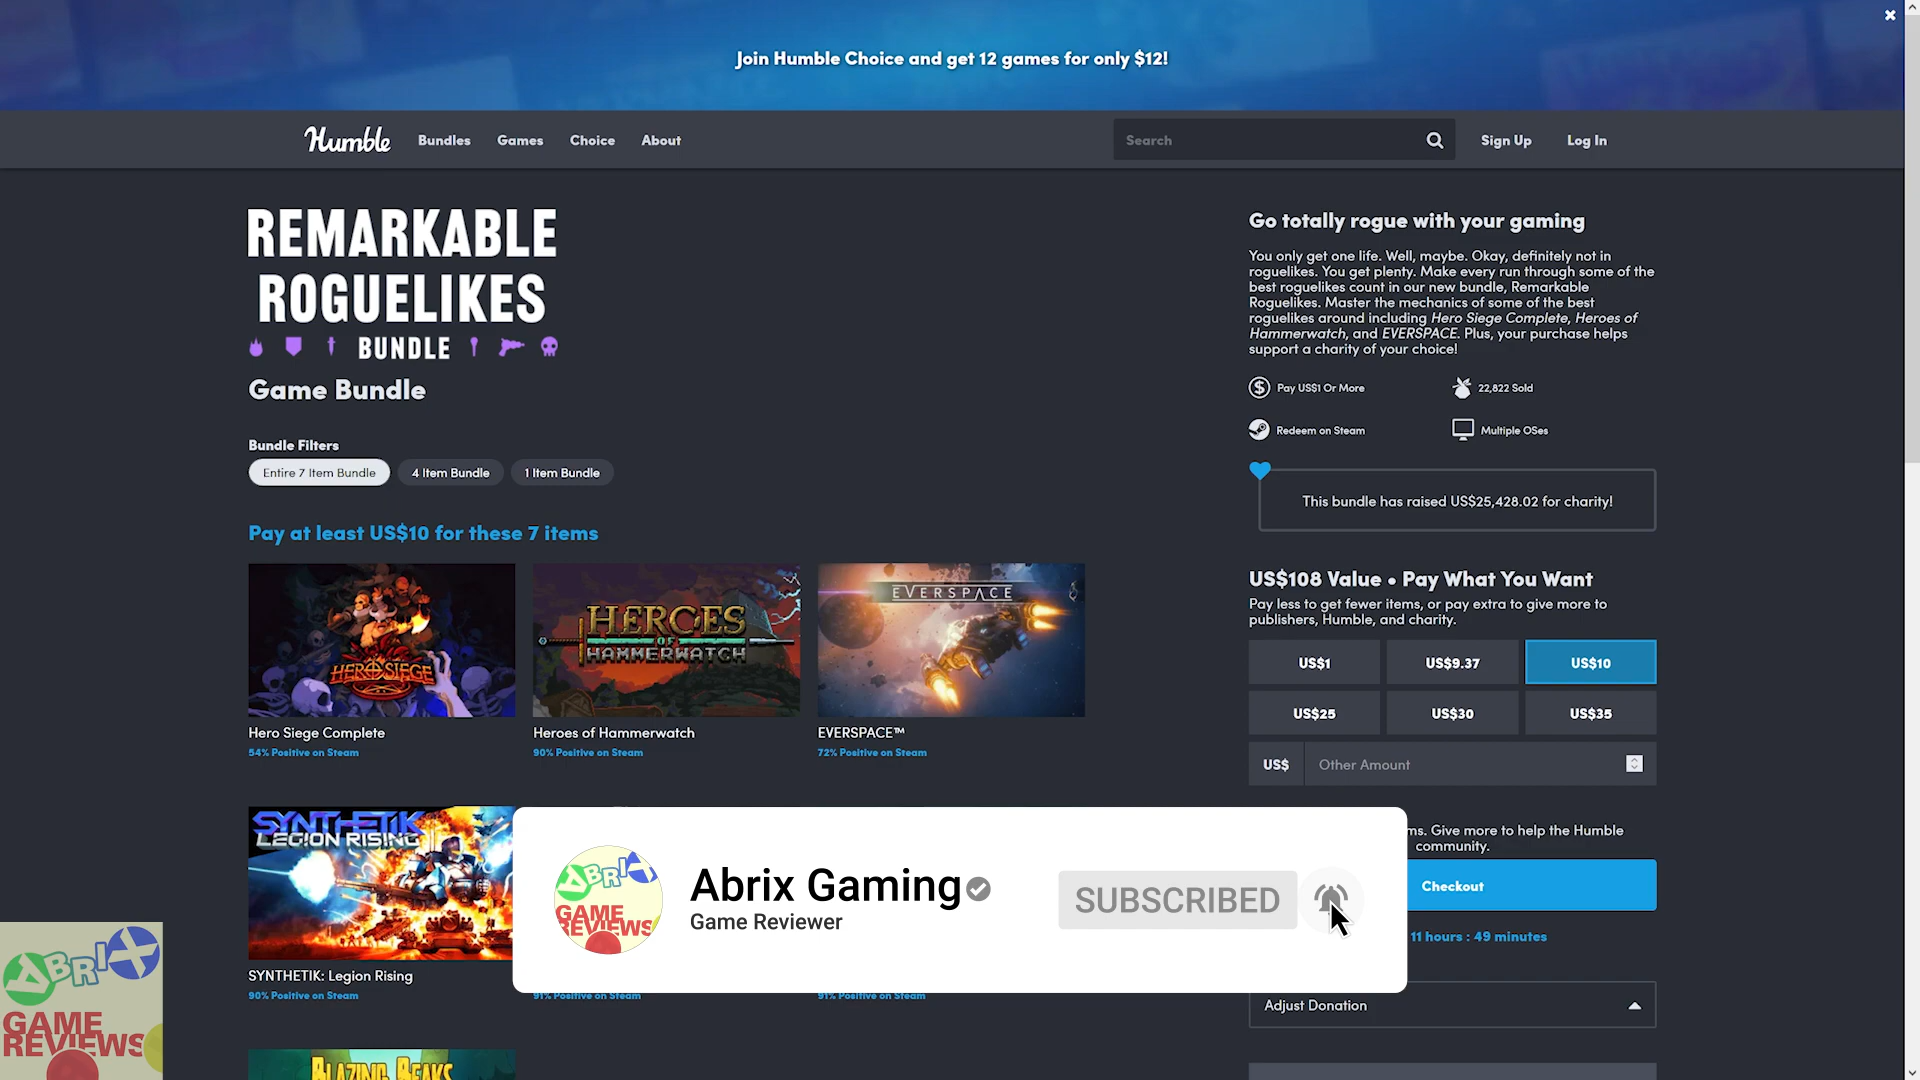 Join Humble Choice and get 12 games for only $12!
Humble
Bundles
Games
Choice
About
Search
Sign Up
Log In
REMARKABLE
ROGUELIKES
BUNDLE
Game Bundle
Bundle Filters
Entire 7 Item Bundle
4 Item Bundle
1 Item Bundle
Pay at least US$10 for these 7 items
HERO SIEGE
HEROES
OF
HAMMERWATCH
EVERSPACE
Hero Siege Complete
54% Positive on Steam
Heroes of Hammerwatch
90% Positive on Steam
EVERSPACE™
72% Positive on Steam
SYNTHETIK
LEGION RISING
SYNTHETIK: Legion Rising
90% Positive on Steam
91% Positive on Steam
91% Positive on Steam
BLAZING BEAKS
Go totally rogue with your gaming
You only get one life. Well, maybe. Okay, definitely not in
roguelikes. You get plenty. Make every run through some of the
best roguelikes count in our new bundle, Remarkable
Roguelikes. Master the mechanics of some of the best
roguelikes around including Hero Siege Complete, Heroes of
Hammerwatch, and EVERSPACE. Plus, your purchase helps
support a charity of your choice!
Pay US$1 Or More
22,822 Sold
Redeem on Steam
Multiple OSes
This bundle has raised US$25,428.02 for charity!
US$108 Value • Pay What You Want
Pay less to get fewer items, or pay extra to give more to
publishers, Humble, and charity.
US$1
US$9.37
US$10
US$25
US$30
US$35
US$
Other Amount
Give more to help the Humble
community.
Checkout
11 hours : 49 minutes
Adjust Donation
ABRIX
GAME
REVIEWS
Abrix Gaming
Game Reviewer
SUBSCRIBED
ABRIX
GAME
REVIEWS